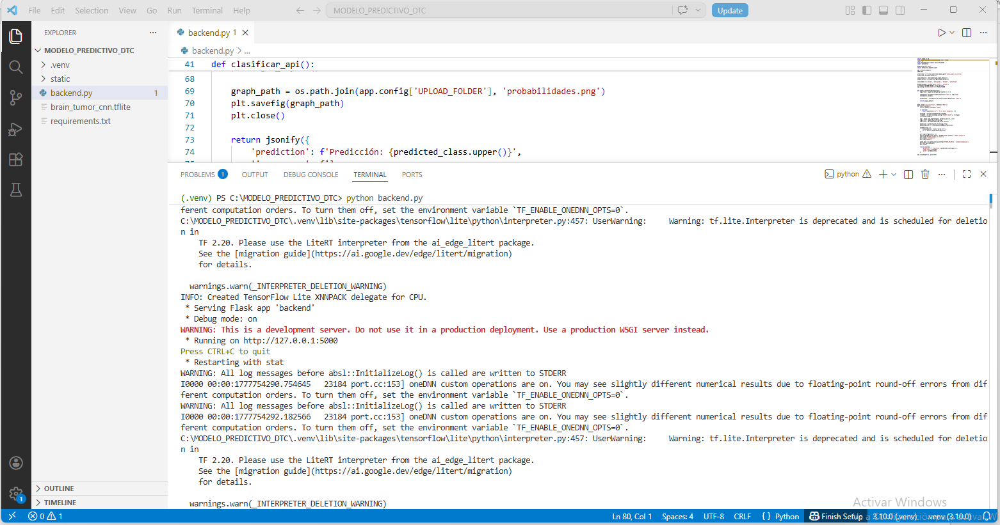 File Edit Selection View Go Run Terminal Help MODELO_PREDICTIVO_DTC Update
EXPLORER
MODELO_PREDICTIVO_DTC
.venv
static
backend.py 1
brain_tumor_cnn.tflite
requirements.txt
OUTLINE
TIMELINE
backend.py 1
backend.py > ...
41 def clasificar_api():
68
69 graph_path = os.path.join(app.config['UPLOAD_FOLDER'], 'probabilidades.png')
70 plt.savefig(graph_path)
71 plt.close()
72
73 return jsonify({
74 'prediction': f'Predicción: {predicted_class.upper()}',
PROBLEMS 1 OUTPUT DEBUG CONSOLE TERMINAL PORTS python
(.venv) PS C:\MODELO_PREDICTIVO_DTC> python backend.py
ferent computation orders. To turn them off, set the environment variable `TF_ENABLE_ONEDNN_OPTS=0`.
C:\MODELO_PREDICTIVO_DTC\.venv\lib\site-packages\tensorflow\lite\python\interpreter.py:457: UserWarning: Warning: tf.lite.Interpreter is deprecated and is scheduled for deletio
n in
TF 2.20. Please use the LiteRT interpreter from the ai_edge_litert package.
See the [migration guide](https://ai.google.dev/edge/litert/migration)
for details.
warnings.warn(_INTERPRETER_DELETION_WARNING)
INFO: Created TensorFlow Lite XNNPACK delegate for CPU.
* Serving Flask app 'backend'
* Debug mode: on
WARNING: This is a development server. Do not use it in a production deployment. Use a production WSGI server instead.
* Running on http://127.0.0.1:5000
Press CTRL+C to quit
* Restarting with stat
WARNING: All log messages before absl::InitializeLog() is called are written to STDERR
I0000 00:00:1777754290.754645 23184 port.cc:153] oneDNN custom operations are on. You may see slightly different numerical results due to floating-point round-off errors from dif
ferent computation orders. To turn them off, set the environment variable `TF_ENABLE_ONEDNN_OPTS=0`.
WARNING: All log messages before absl::InitializeLog() is called are written to STDERR
I0000 00:00:1777754292.182566 23184 port.cc:153] oneDNN custom operations are on. You may see slightly different numerical results due to floating-point round-off errors from dif
ferent computation orders. To turn them off, set the environment variable `TF_ENABLE_ONEDNN_OPTS=0`.
C:\MODELO_PREDICTIVO_DTC\.venv\lib\site-packages\tensorflow\lite\python\interpreter.py:457: UserWarning: Warning: tf.lite.Interpreter is deprecated and is scheduled for deletio
n in
TF 2.20. Please use the LiteRT interpreter from the ai_edge_litert package.
See the [migration guide](https://ai.google.dev/edge/litert/migration)
for details.
warnings.warn(_INTERPRETER_DELETION_WARNING)
Activar Windows
1
0 1 Ln 80, Col 1 Spaces: 4 UTF-8 CRLF { } Python Finish Setup 3.10.0 (.venv) .venv (3.10.0)